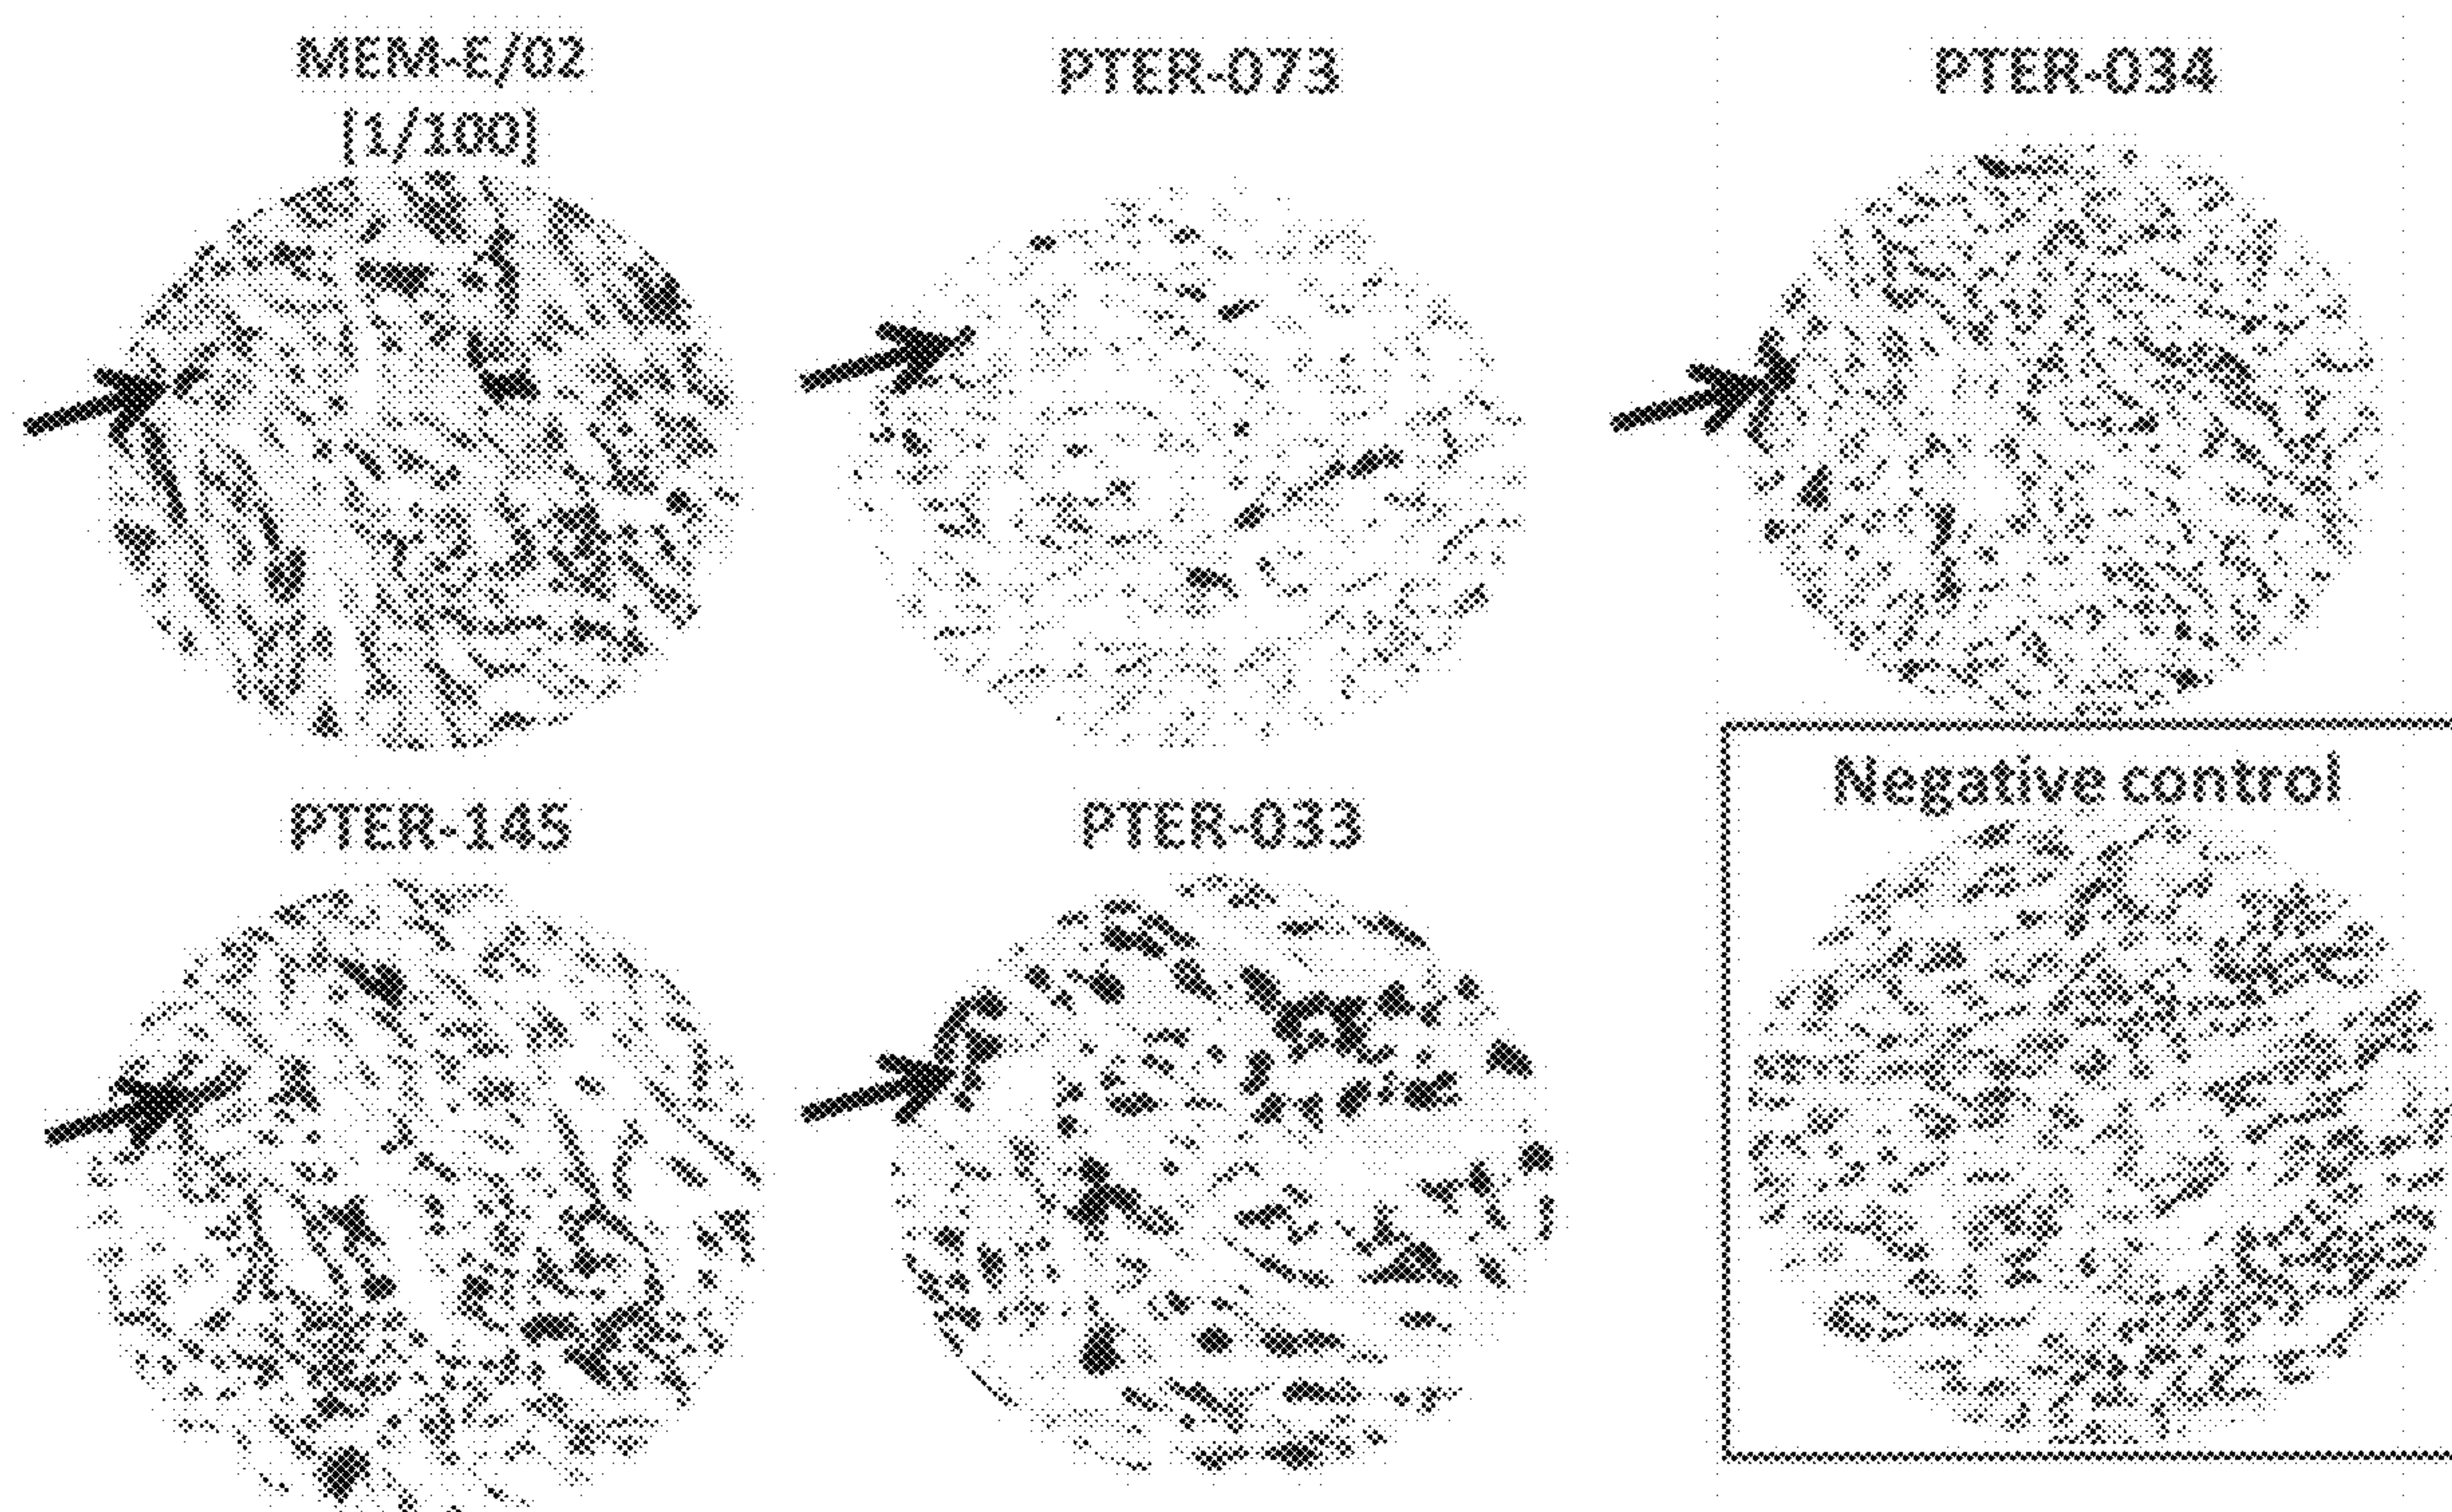 MEM-E/02
[1/100]
PTER-073
PTER-034
PTER-145
PTER-033
Negative control